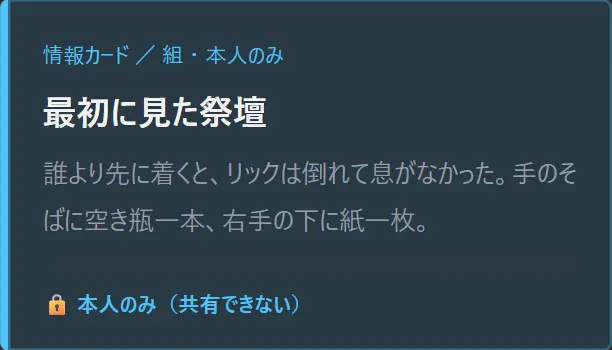 情報カード ／ 組 · 本人のみ
最初に見た祭壇
誰より先に着くと、リックは倒れて息がなかった。手のそ
ばに空き瓶一本、右手の下に紙一枚。
🔒 本人のみ（共有できない）